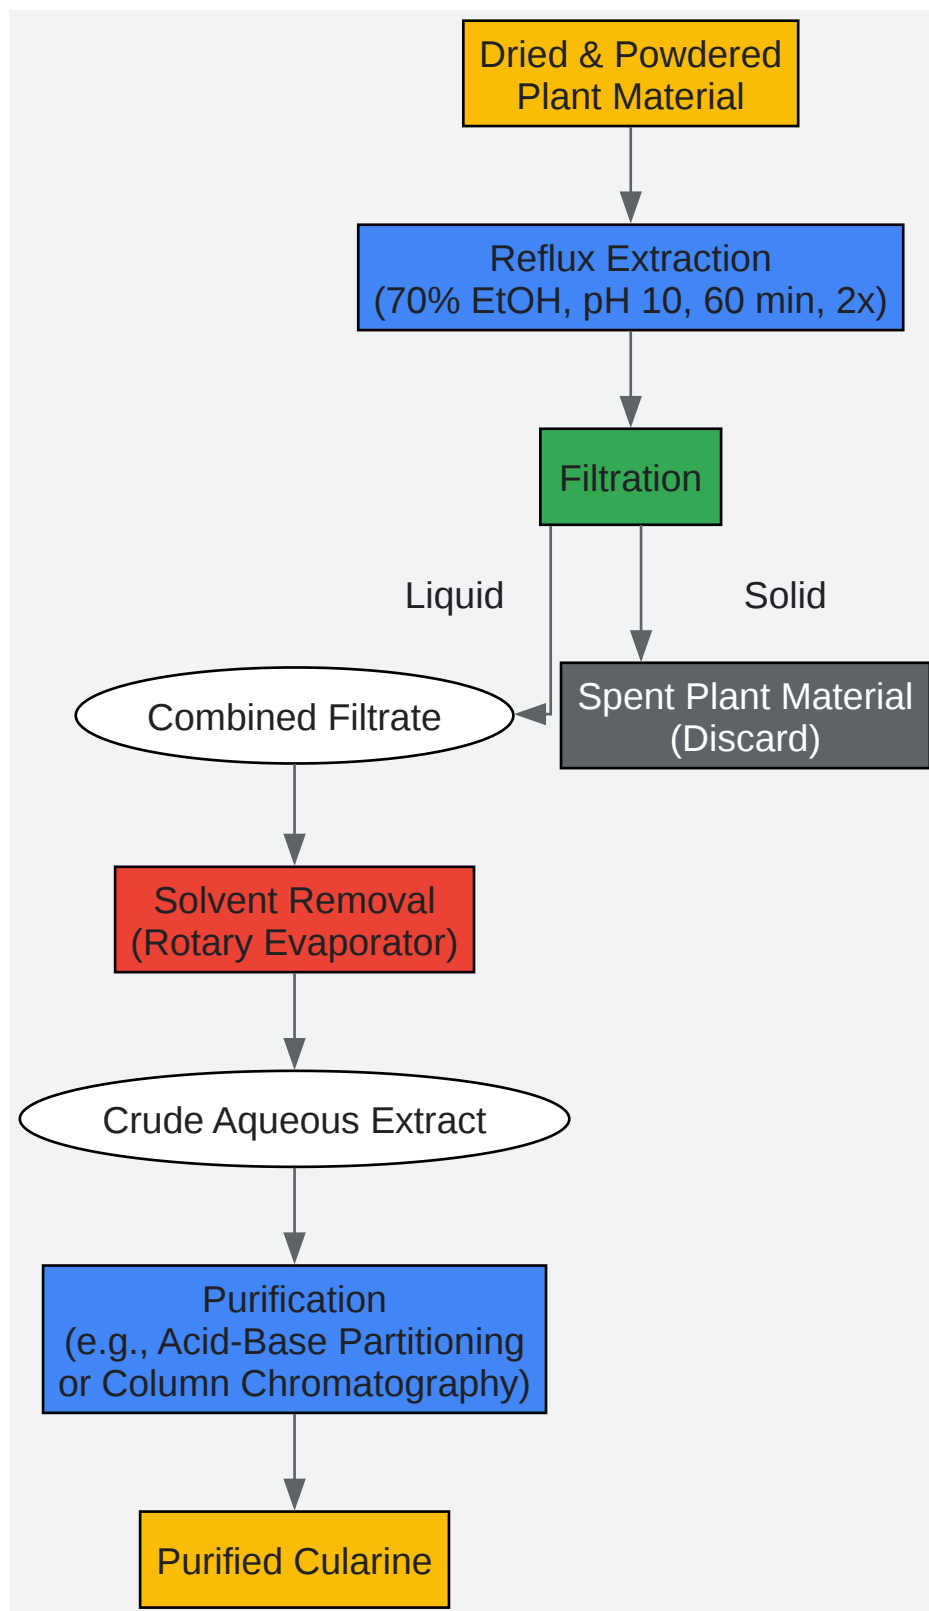 Dried & Powdered
Plant Material
Reflux Extraction
(70% EtOH, pH 10, 60 min, 2x)
Filtration
Liquid
Solid
Spent Plant Material
(Discard)
Combined Filtrate
Solvent Removal
(Rotary Evaporator)
Crude Aqueous Extract
Purification
(e.g., Acid-Base Partitioning
or Column Chromatography)
Purified Cularine